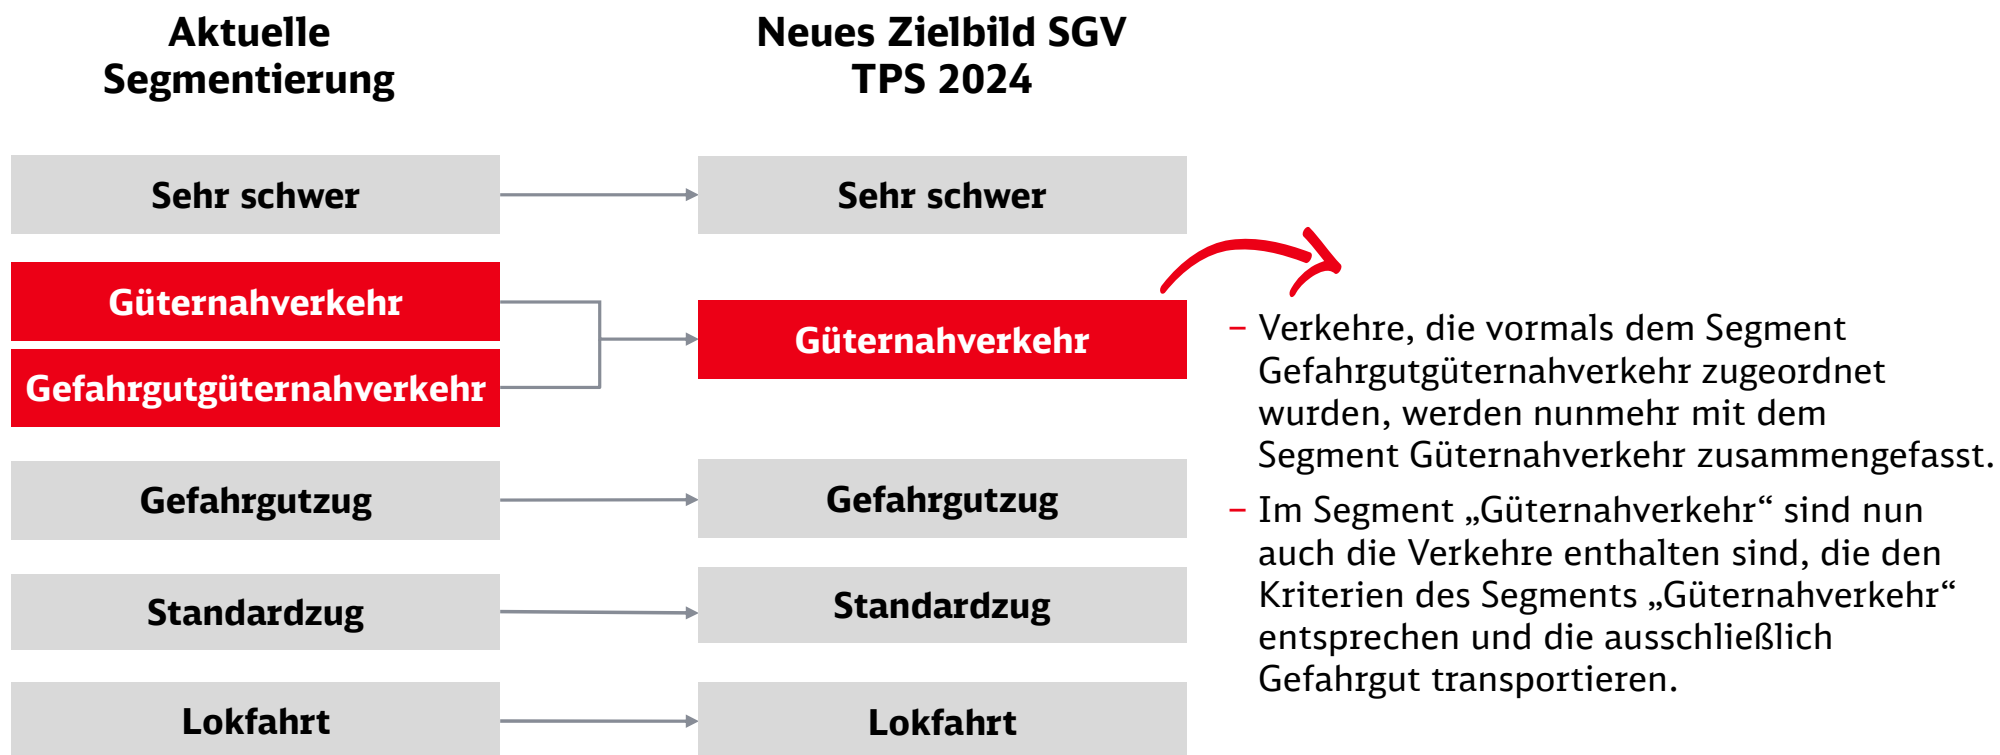 Aktuelle
Segmentierung
Neues Zielbild SGV
TPS 2024
Sehr schwer
Sehr schwer
Güternahverkehr
Gefahrgutgüternahverkehr
Güternahverkehr
Gefahrgutzug
Gefahrgutzug
Standardzug
Standardzug
Lokfahrt
Lokfahrt
– Verkehre, die vormals dem Segment
Gefahrgutgüternahverkehr zugeordnet
wurden, werden nunmehr mit dem
Segment Güternahverkehr zusammengefasst.
– Im Segment „Güternahverkehr“ sind nun
auch die Verkehre enthalten sind, die den
Kriterien des Segments „Güternahverkehr“
entsprechen und die ausschließlich
Gefahrgut transportieren.